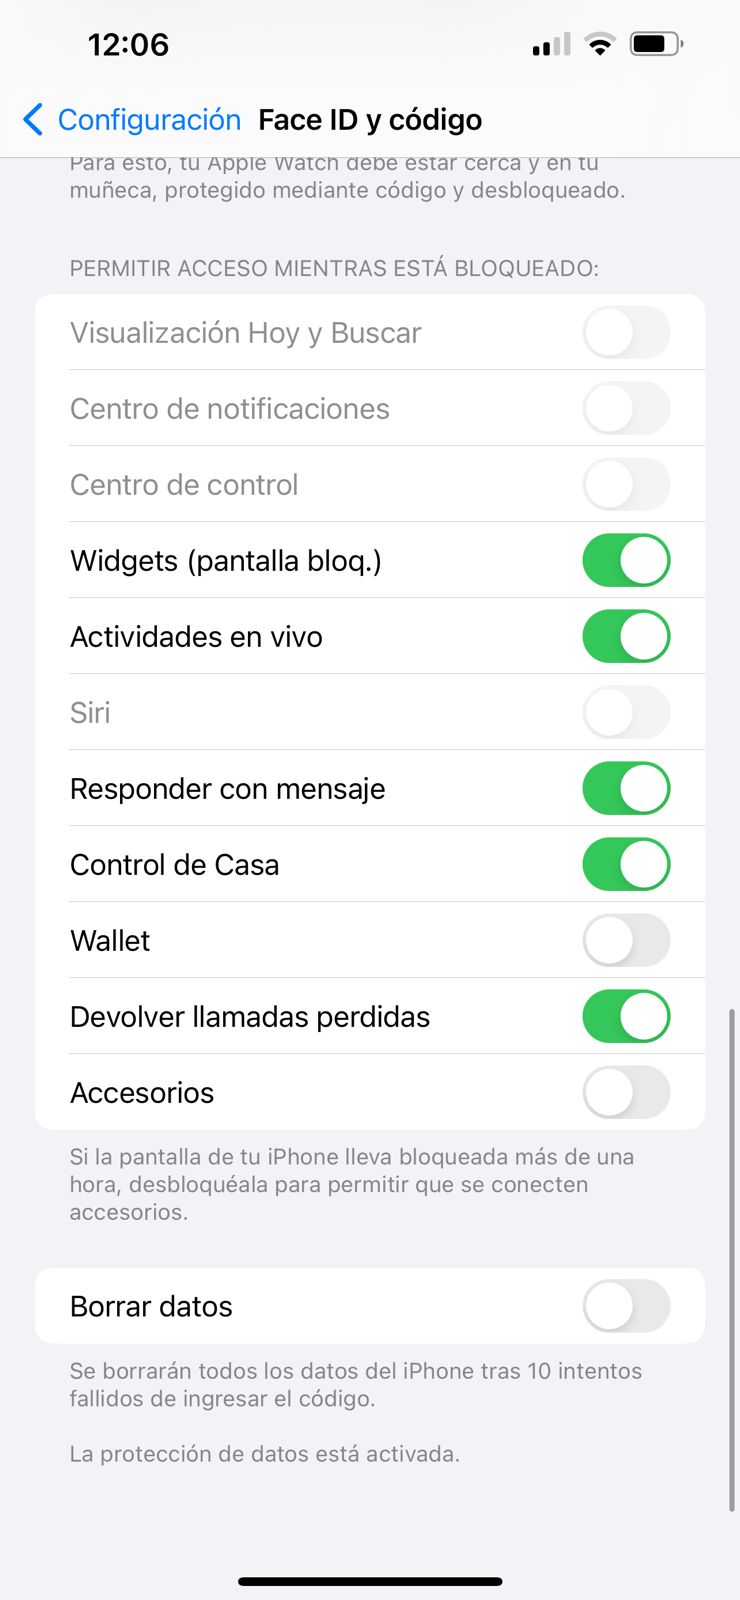 12:06
Configuración Face ID y código
Para esto, tu Apple Watch debe estar cerca y en tu
muñeca, protegido mediante código y desbloqueado.
PERMITIR ACCESO MIENTRAS ESTÁ BLOQUEADO:
Visualización Hoy y Buscar
Centro de notificaciones
Centro de control
Widgets (pantalla bloq.)
Actividades en vivo
Siri
Responder con mensaje
Control de Casa
Wallet
Devolver llamadas perdidas
Accesorios
Si la pantalla de tu iPhone lleva bloqueada más de una
hora, desbloquéala para permitir que se conecten
accesorios.
Borrar datos
Se borrarán todos los datos del iPhone tras 10 intentos
fallidos de ingresar el código.
La protección de datos está activada.